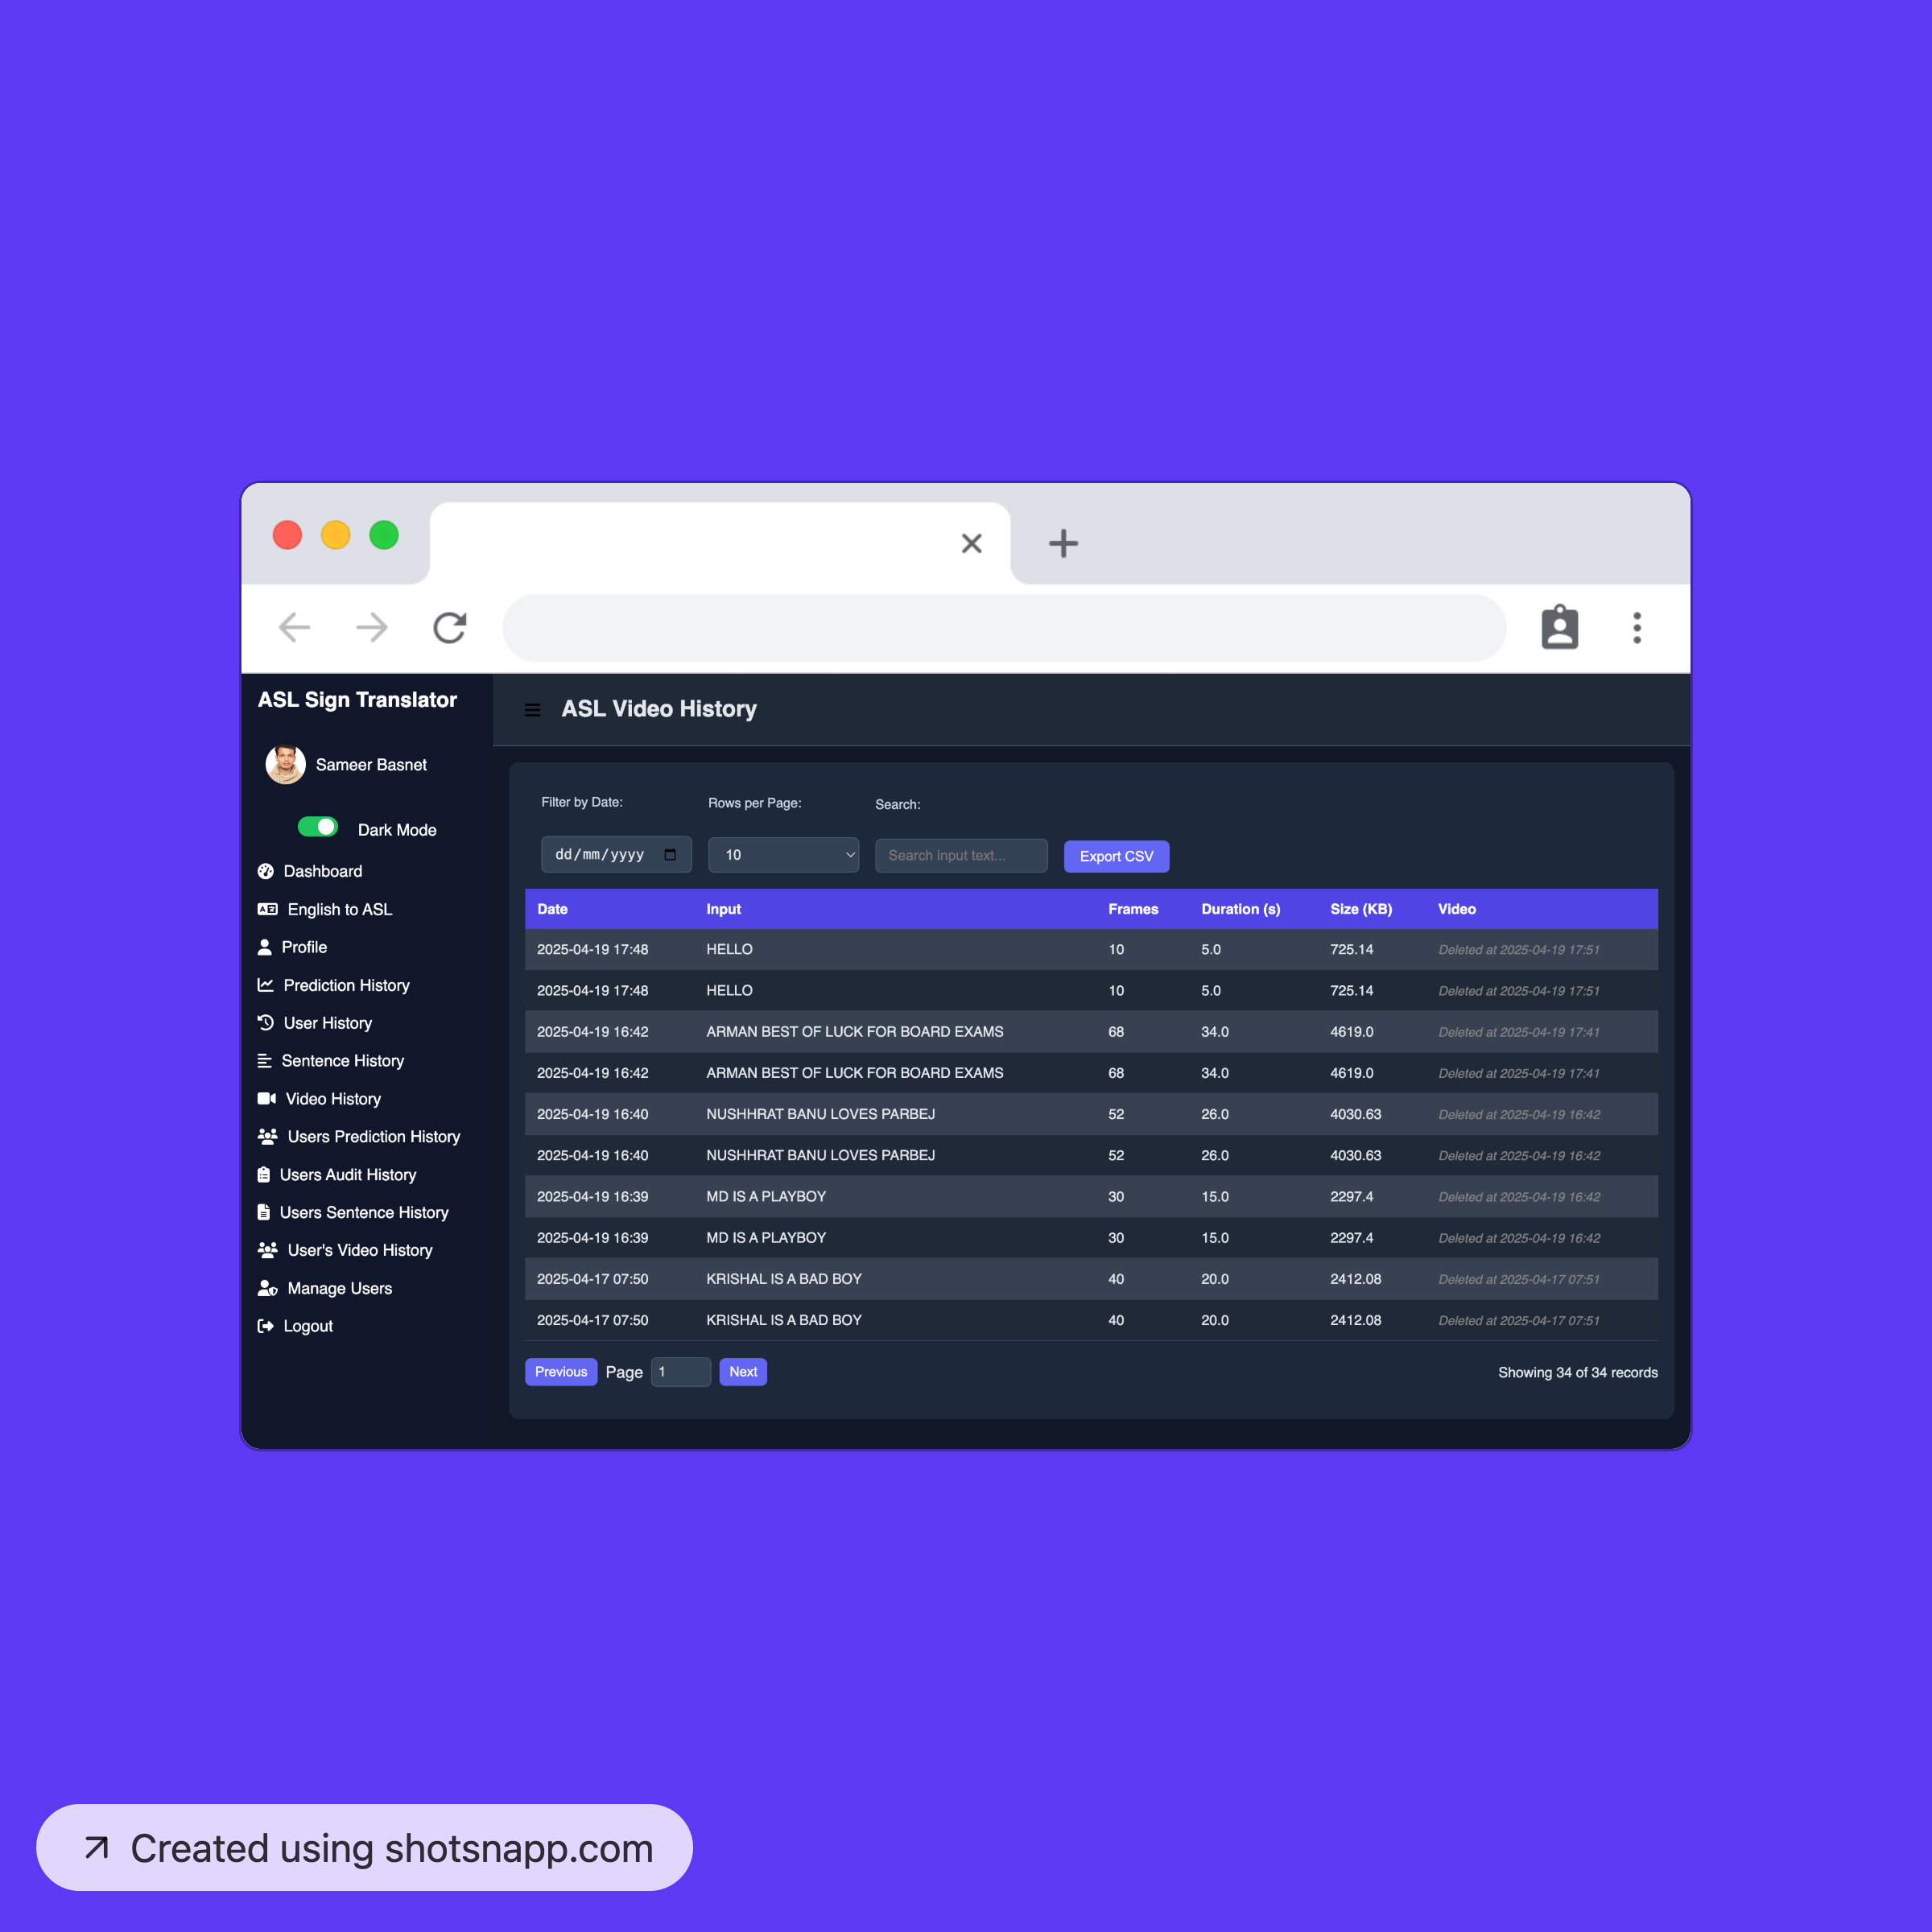 ASL Sign Translator
Sameer Basnet
Dark Mode
Dashboard
English to ASL
Profile
Prediction History
User History
Sentence History
Video History
Users Prediction History
Users Audit History
Users Sentence History
User's Video History
Manage Users
Logout
ASL Video History
Filter by Date: Rows per Page: Search:
dd/mm/yyyy 10 Search input text... Export CSV
Date Input Frames Duration (s) Size (KB) Video
2025-04-19 17:48 HELLO 10 5.0 725.14 Deleted at 2025-04-19 17:51
2025-04-19 17:48 HELLO 10 5.0 725.14 Deleted at 2025-04-19 17:51
2025-04-19 16:42 ARMAN BEST OF LUCK FOR BOARD EXAMS 68 34.0 4619.0 Deleted at 2025-04-19 17:41
2025-04-19 16:42 ARMAN BEST OF LUCK FOR BOARD EXAMS 68 34.0 4619.0 Deleted at 2025-04-19 17:41
2025-04-19 16:40 NUSHHRAT BANU LOVES PARBEJ 52 26.0 4030.63 Deleted at 2025-04-19 16:42
2025-04-19 16:40 NUSHHRAT BANU LOVES PARBEJ 52 26.0 4030.63 Deleted at 2025-04-19 16:42
2025-04-19 16:39 MD IS A PLAYBOY 30 15.0 2297.4 Deleted at 2025-04-19 16:42
2025-04-19 16:39 MD IS A PLAYBOY 30 15.0 2297.4 Deleted at 2025-04-19 16:42
2025-04-17 07:50 KRISHAL IS A BAD BOY 40 20.0 2412.08 Deleted at 2025-04-17 07:51
2025-04-17 07:50 KRISHAL IS A BAD BOY 40 20.0 2412.08 Deleted at 2025-04-17 07:51
Previous Page 1 Next Showing 34 of 34 records
Created using shotsnapp.com